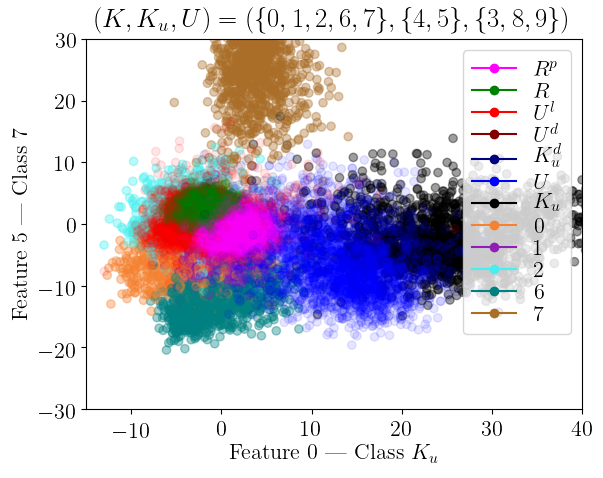 (K, K_u, U) = ({0, 1, 2, 6, 7}, {4, 5}, {3, 8, 9})
Feature 5 — Class 7
30
20
10
0
−10
−20
−30
−10
0
10
20
30
40
Feature 0 — Class K_u
R^p
R
U^l
U^d
K_u^d
U
K_u
0
1
2
6
7